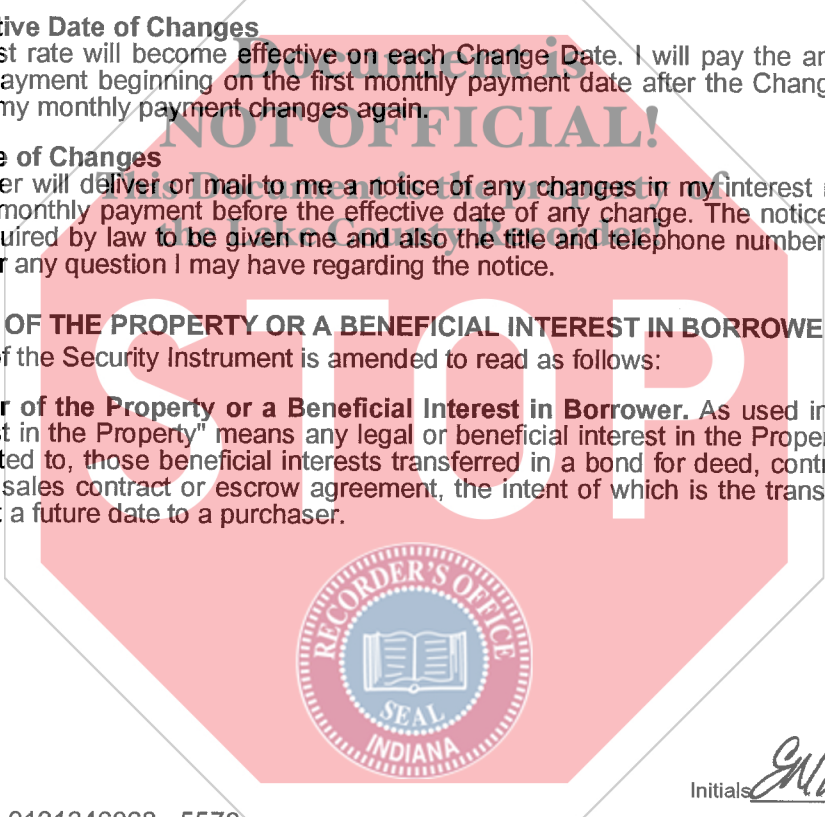 tive Date of Changes
st rate will become effective on each Change Date. I will pay the a
ayment beginning on the first monthly payment date after the Chang
my monthly payment changes again.
Document is
NOT OFFICIAL!
e of Changes
er will deliver or mail to me a notice of any changes in my interest
monthly payment before the effective date of any change. The notice
uired by law to be given me and also the title and telephone number
r any question I may have regarding the notice.
This Document is the property of
the Lake County Recorder!
OF THE PROPERTY OR A BENEFICIAL INTEREST IN BORROWE
f the Security Instrument is amended to read as follows:
STOP
r of the Property or a Beneficial Interest in Borrower. As used in
t in the Property" means any legal or beneficial interest in the Prope
ted to, those beneficial interests transferred in a bond for deed, cont
sales contract or escrow agreement, the intent of which is the trans
t a future date to a purchaser.
RECORDER'S OFFICE
SEAL
INDIANA
Initials